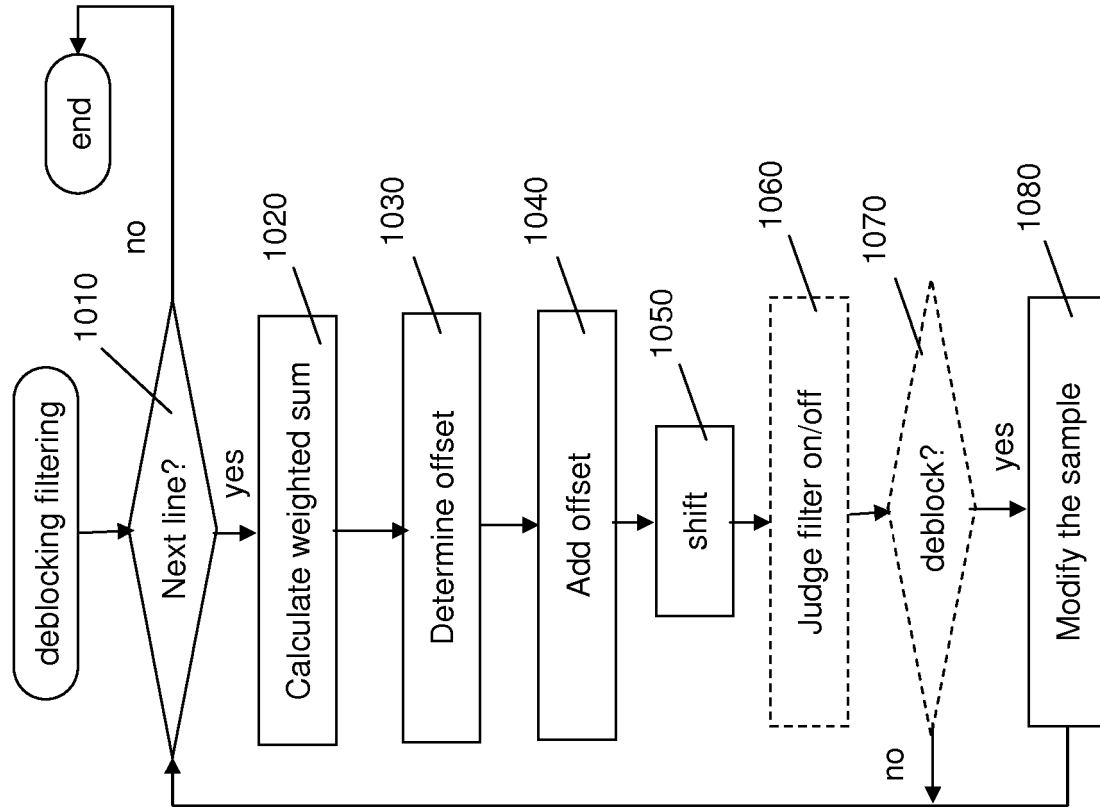 deblocking filtering
end
1010
Next line?
no
yes
1020
Calculate weighted sum
1030
Determine offset
1040
Add offset
1050
shift
1060
Judge filter on/off
1070
deblock?
no
yes
1080
Modify the sample